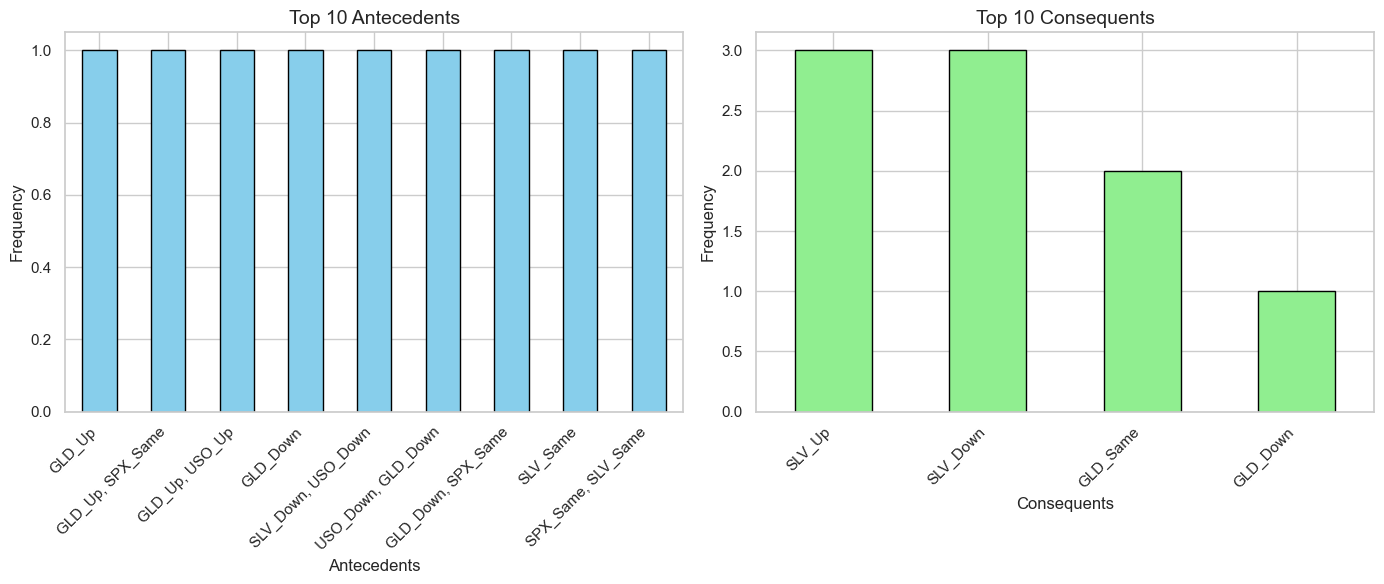 Top 10 Antecedents
1.0
0.8
0.6
0.4
0.2
0.0
Frequency
GLD_Up
GLD_Up, SPX_Same
GLD_Up, USO_Up
GLD_Down
SLV_Down, USO_Down
USO_Down, GLD_Down
GLD_Down, SPX_Same
SLV_Same
SPX_Same, SLV_Same
Antecedents
Top 10 Consequents
3.0
2.5
2.0
1.5
1.0
0.5
0.0
Frequency
SLV_Up
SLV_Down
GLD_Same
GLD_Down
Consequents